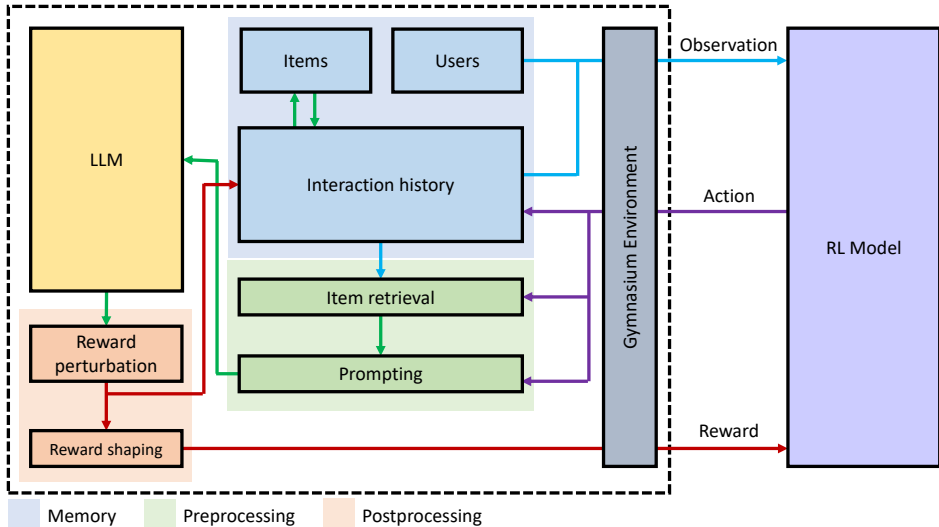 Items
Users
Observation
LLM
Interaction history
Action
Gymnasium Environment
RL Model
Item retrieval
Reward
perturbation
Prompting
Reward shaping
Reward
Memory
Preprocessing
Postprocessing